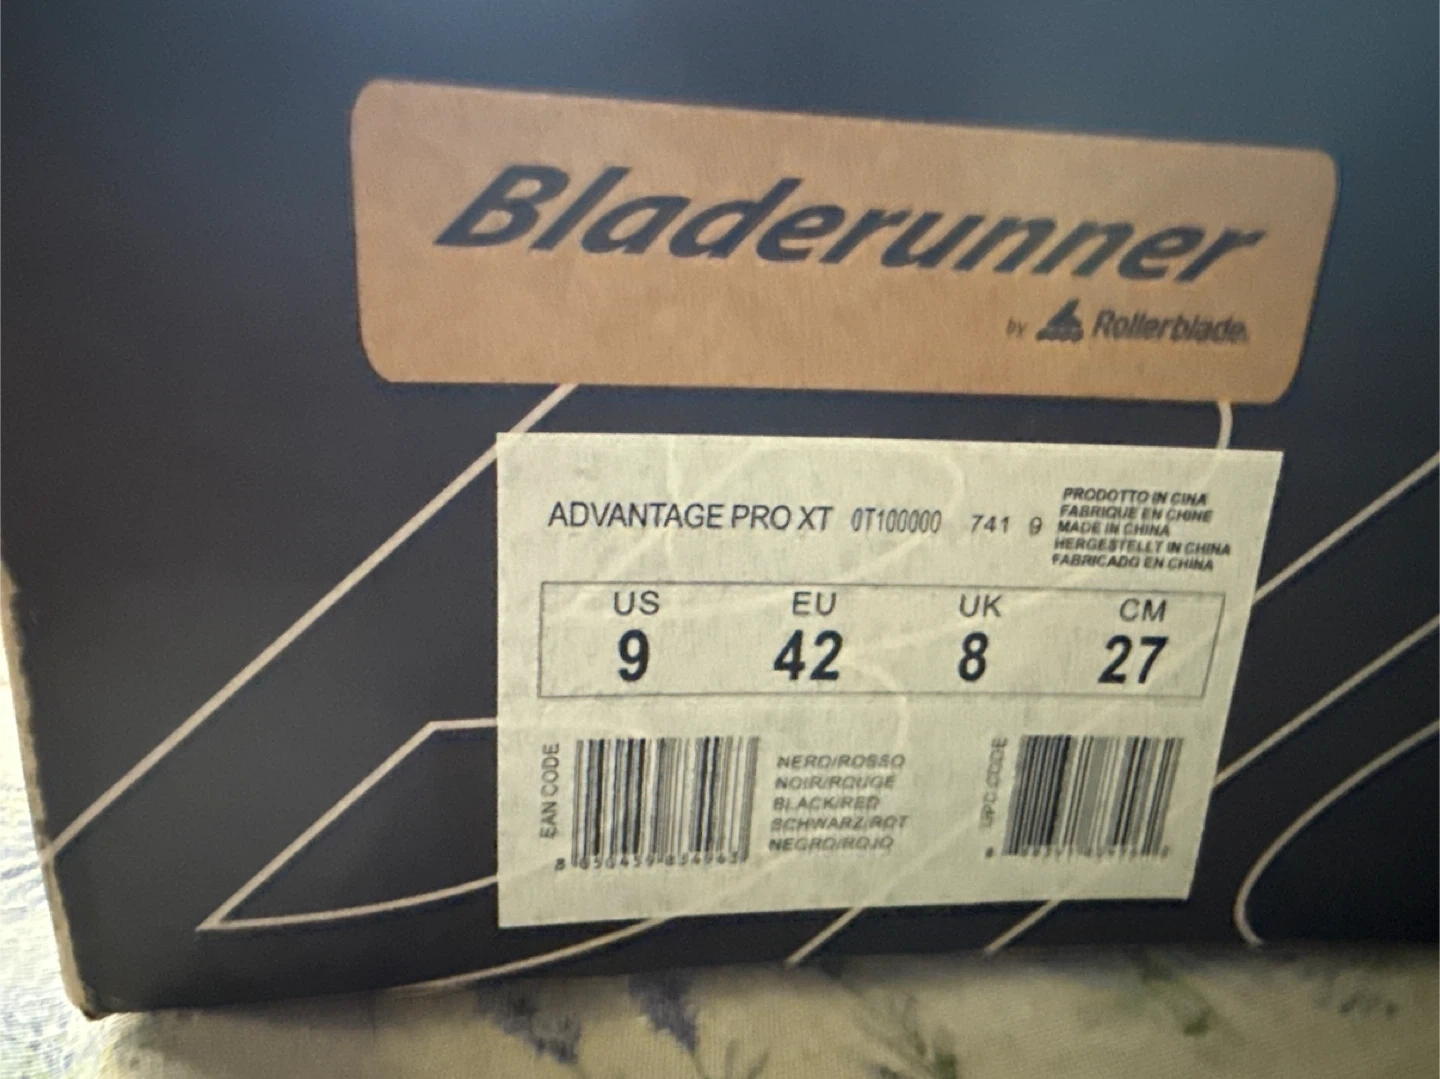 Bladerunner
by Rollerblade
ADVANTAGE PRO XT 0T100000 741 9
PRODOTTO IN CINA
FABRIQUE EN CHINE
MADE IN CHINA
HERGESTELLT IN CHINA
FABRICADO EN CHINA
US EU UK CM
9 42 8 27
EAN CODE
NERO/ROSSO
NOIR/ROUGE
BLACK/RED
SCHWARZ/ROT
NEGRO/ROJO
UPC CODE